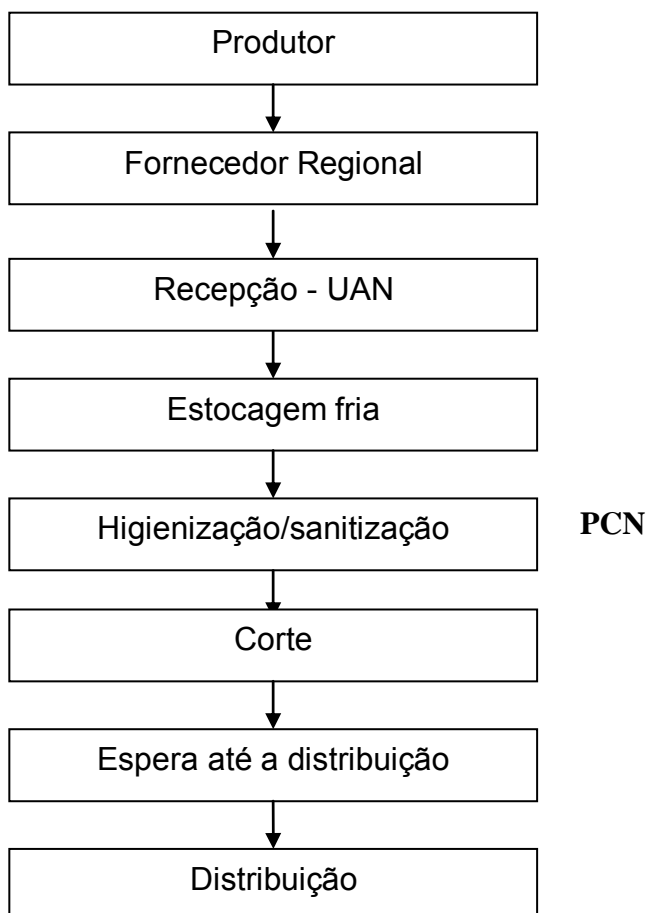 Produtor
Fornecedor Regional
Recepção - UAN
Estocagem fria
Higienização/sanitização
PCN
Corte
Espera até a distribuição
Distribuição